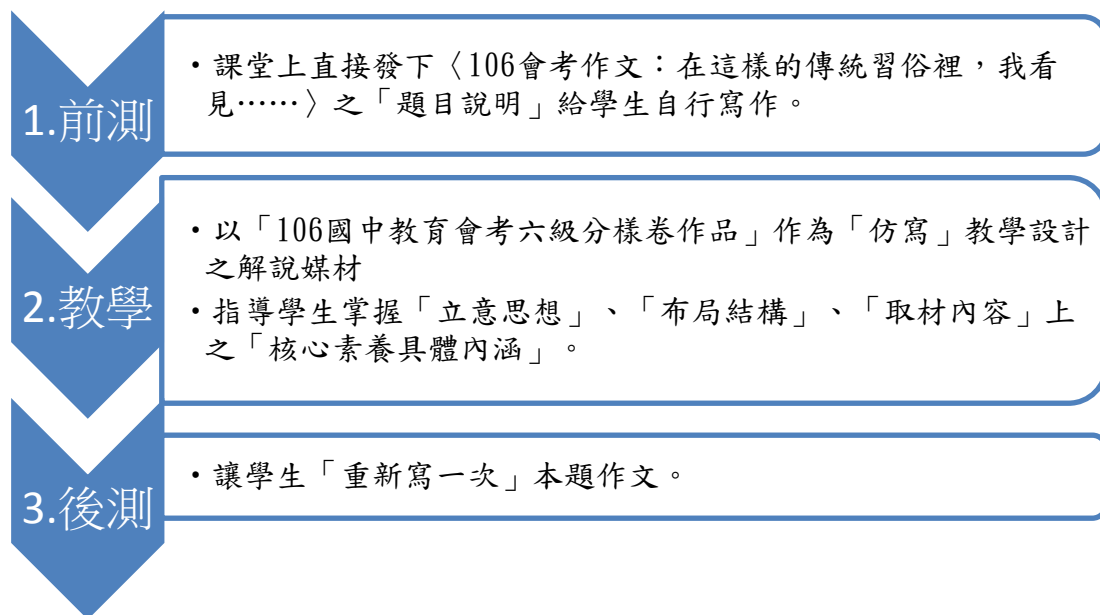 1.前測
•課堂上直接發下〈106會考作文：在這樣的傳統習俗裡，我看
見……〉之「題目說明」給學生自行寫作。
2.教學
•以「106國中教育會考六級分樣卷作品」作為「仿寫」教學設計
之解說媒材
•指導學生掌握「立意思想」、「布局結構」、「取材內容」上
之「核心素養具體內涵」。
3.後測
•讓學生「重新寫一次」本題作文。